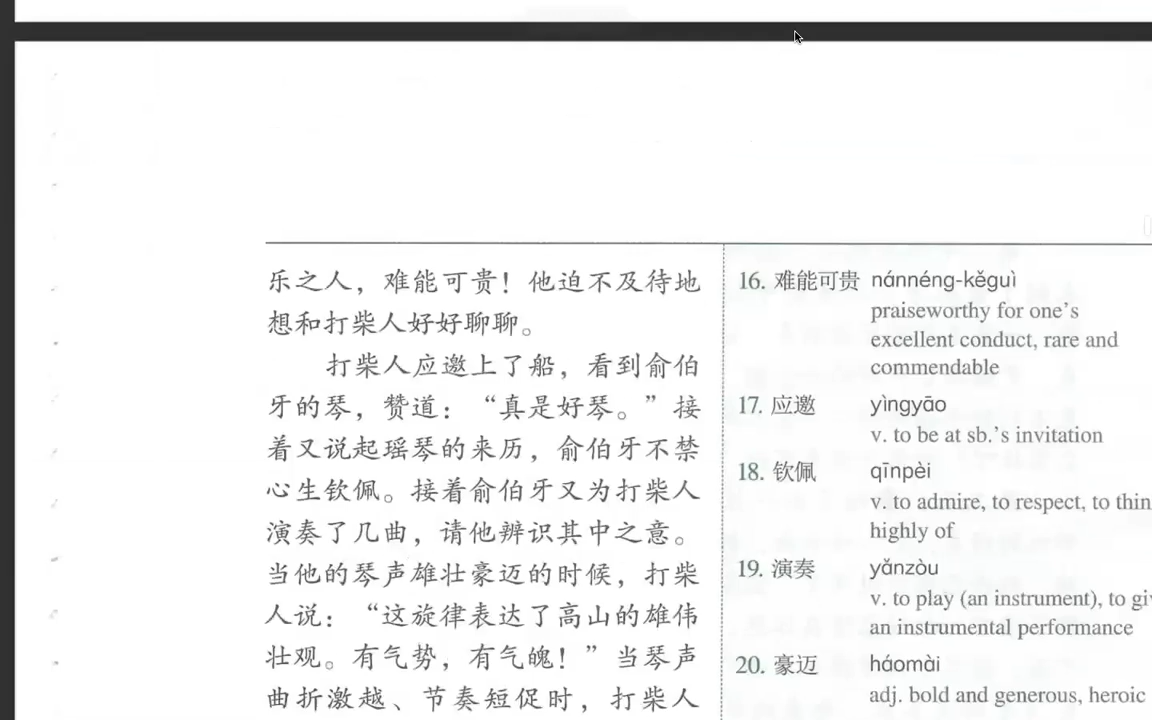 乐之人，难能可贵！他迫不及待地
想和打柴人好好聊聊。
打柴人应邀上了船，看到俞伯
牙的琴，赞道：“真是好琴。”接
着又说起瑶琴的来历，俞伯牙不禁
心生钦佩。接着俞伯牙又为打柴人
演奏了几曲，请他辨识其中之意。
当他的琴声雄壮豪迈的时候，打柴
人说：“这旋律表达了高山的雄伟
壮观。有气势，有气魄！”当琴声
曲折激越、节奏短促时，打柴人
16. 难能可贵 nánnéng-kěguì
praiseworthy for one's
excellent conduct, rare and
commendable
17. 应邀 yìngyāo
v. to be at sb.'s invitation
18. 钦佩 qīnpèi
v. to admire, to respect, to thin
highly of
19. 演奏 yǎnzòu
v. to play (an instrument), to giv
an instrumental performance
20. 豪迈 háomài
adj. bold and generous, heroic